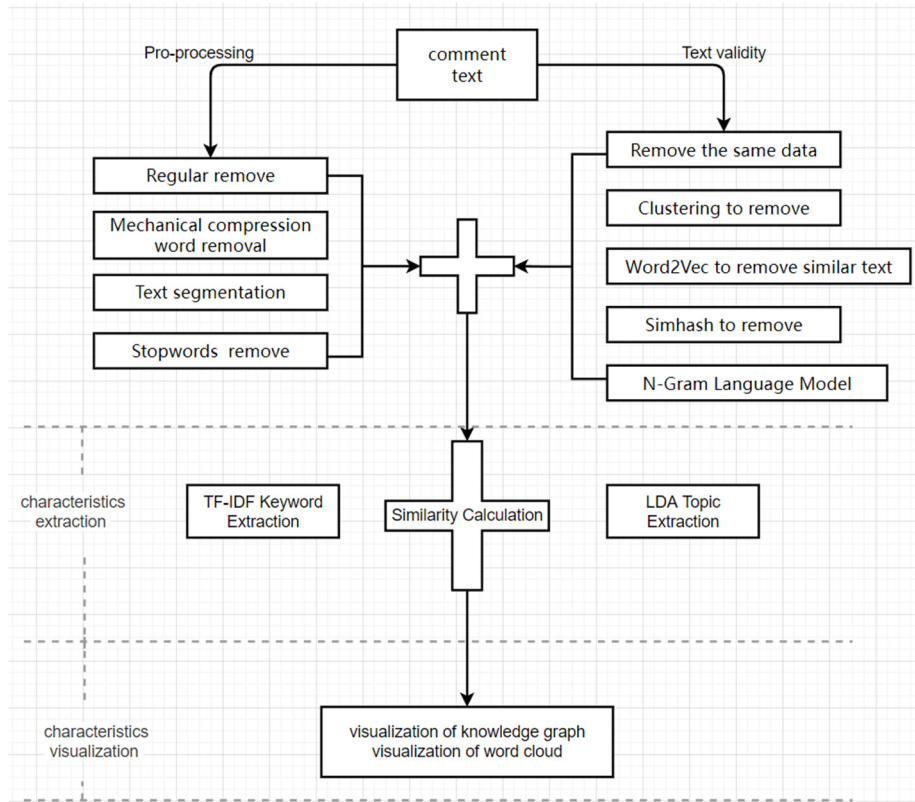 Pro-processing
comment
text
Text validity
Regular remove
Mechanical compression
word removal
Text segmentation
Stopwords remove
Remove the same data
Clustering to remove
Word2Vec to remove similar text
Simhash to remove
N-Gram Language Model
characteristics
extraction
TF-IDF Keyword
Extraction
Similarity Calculation
LDA Topic
Extraction
characteristics
visualization
visualization of knowledge graph
visualization of word cloud